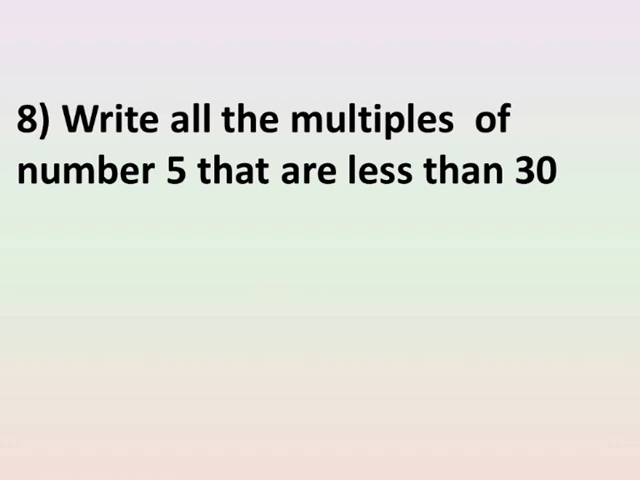 8) Write all the multiples  of
number 5 that are less than 30